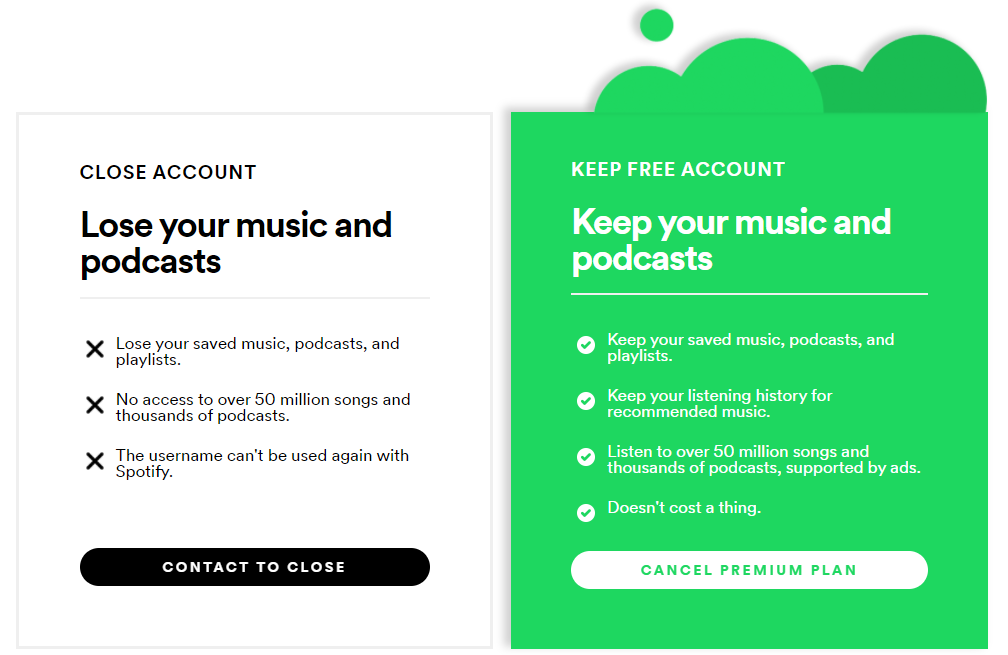 CLOSE ACCOUNT
Lose your music and
podcasts
Lose your saved music, podcasts, and
playlists.
No access to over 50 million songs and
thousands of podcasts.
The username can't be used again with
Spotify.
CONTACT TO CLOSE
KEEP FREE ACCOUNT
Keep your music and
podcasts
Keep your saved music, podcasts, and
playlists.
Keep your listening history for
recommended music.
Listen to over 50 million songs and
thousands of podcasts, supported by ads.
Doesn't cost a thing.
CANCEL PREMIUM PLAN